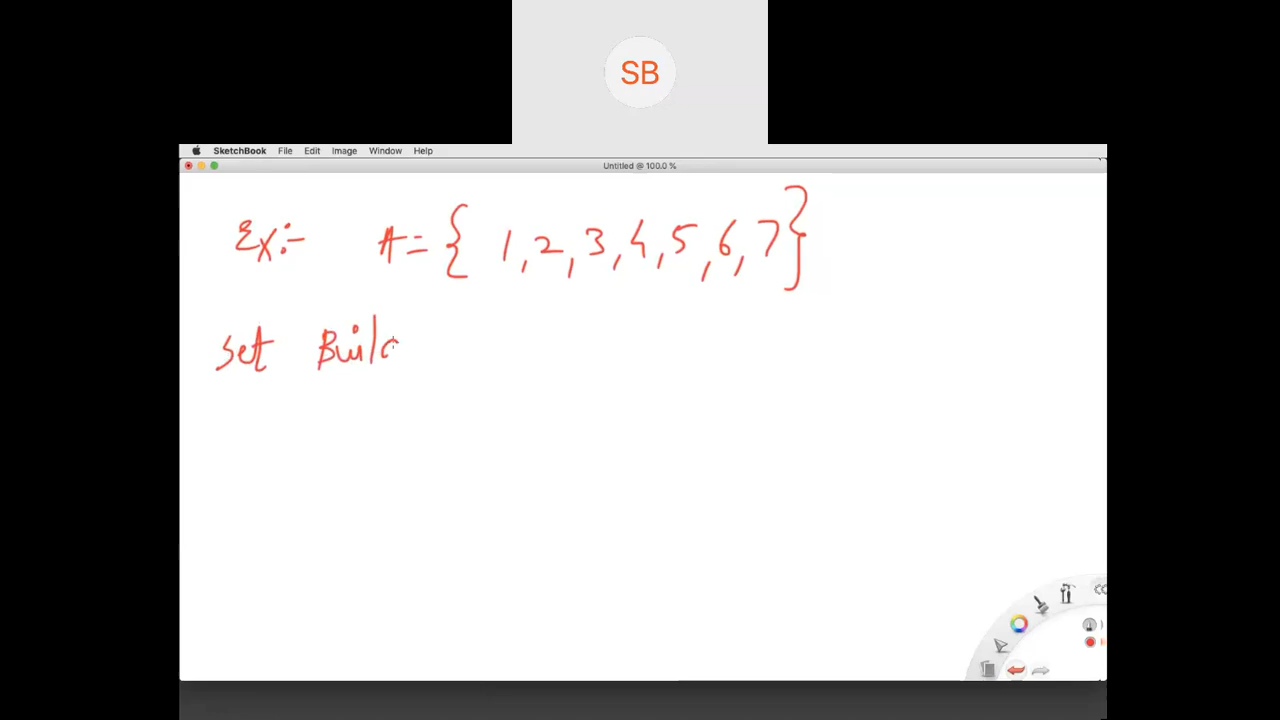 SB
SketchBook File Edit Image Window Help
Untitled @ 100.0 %
Ex:- A = { 1, 2, 3, 4, 5, 6, 7 }
Set Buil